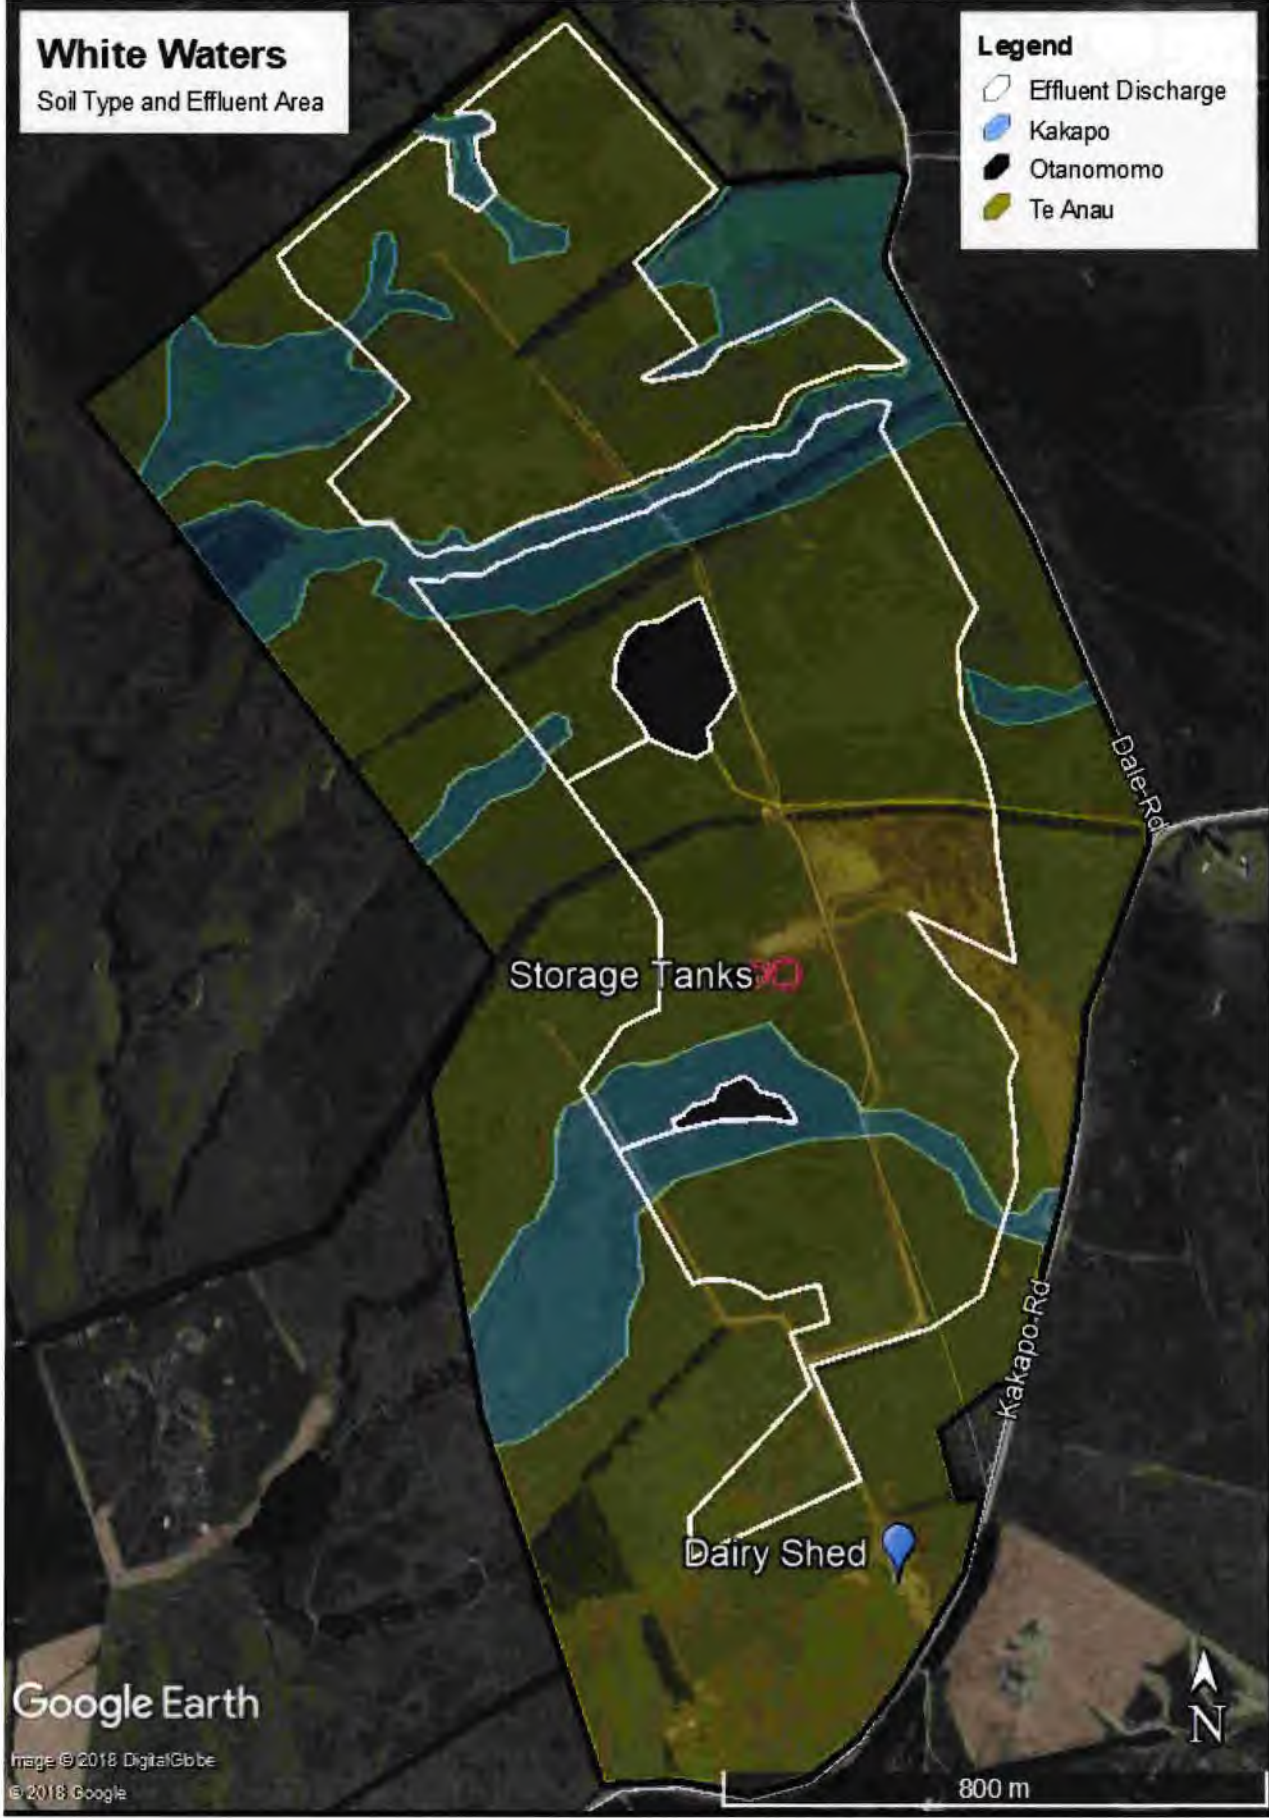 White Waters
Soil Type and Effluent Area
Legend
Effluent Discharge
Kakapo
Otanomomo
Te Anau
Dale Rd
Storage Tanks
Kakapo Rd
Dairy Shed
Google Earth
Image © 2018 DigitalGlobe
© 2018 Google
N
800 m